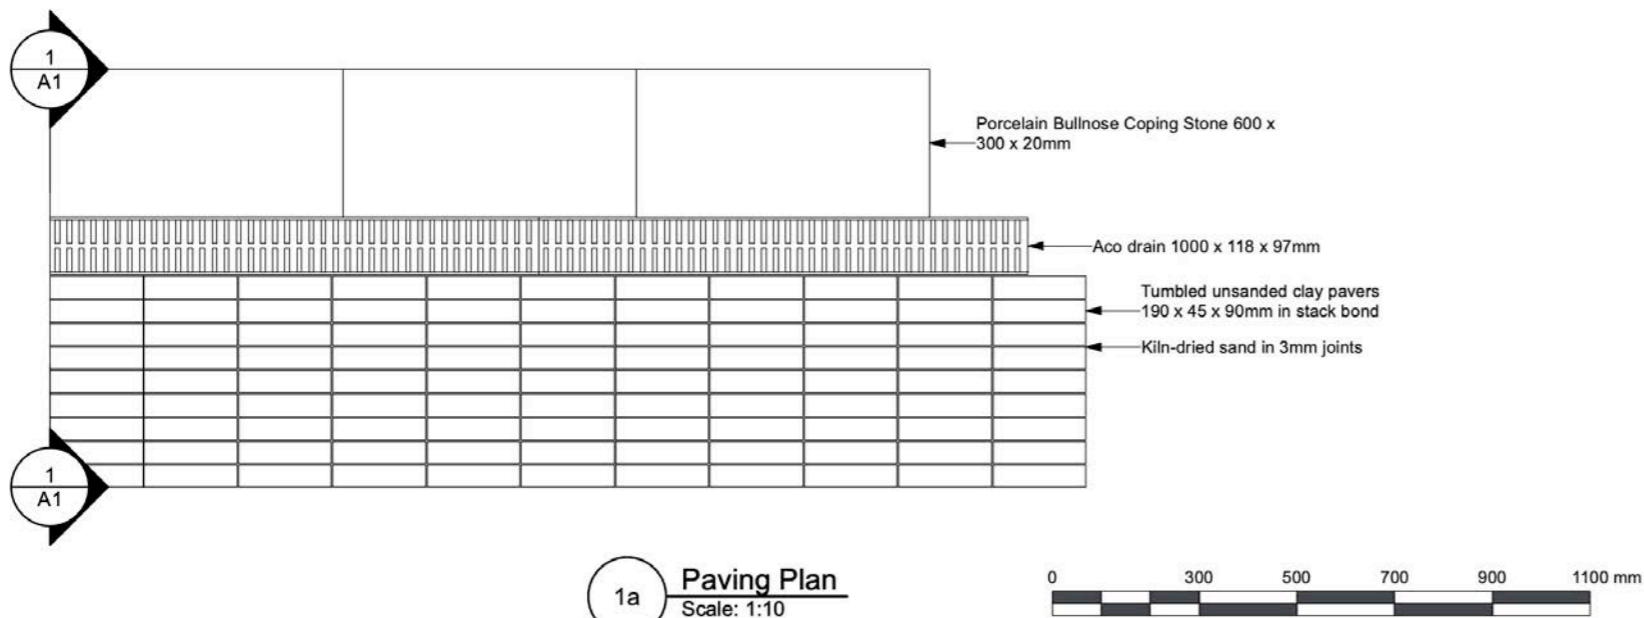 1
A1
Porcelain Bullnose Coping Stone 600 x
300 x 20mm
Aco drain 1000 x 118 x 97mm
Tumbled unsanded clay pavers
190 x 45 x 90mm in stack bond
Kiln-dried sand in 3mm joints
1
A1
1a
Paving Plan
Scale: 1:10
0 300 500 700 900 1100 mm